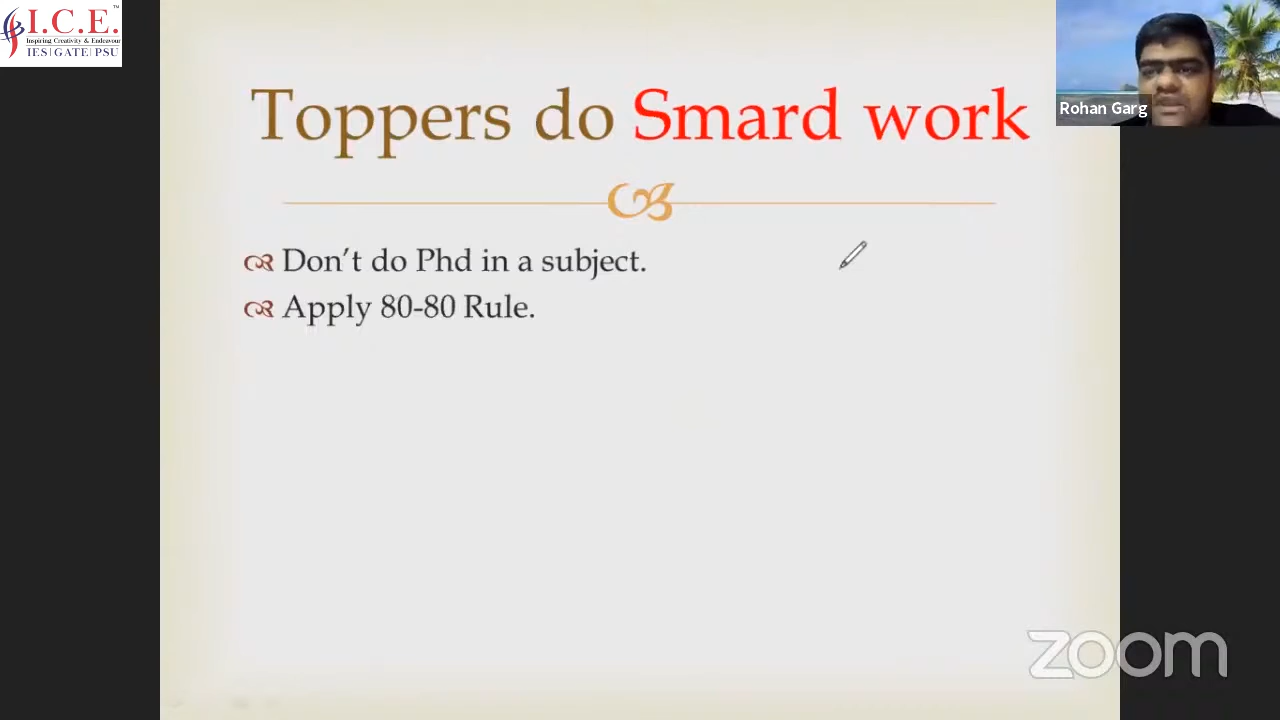 I.C.E.™
Inspiring Creativity & Endeavour
IES|GATE|PSU
Rohan Garg
Toppers do Smard work
Don't do Phd in a subject.
Apply 80-80 Rule.
zoom